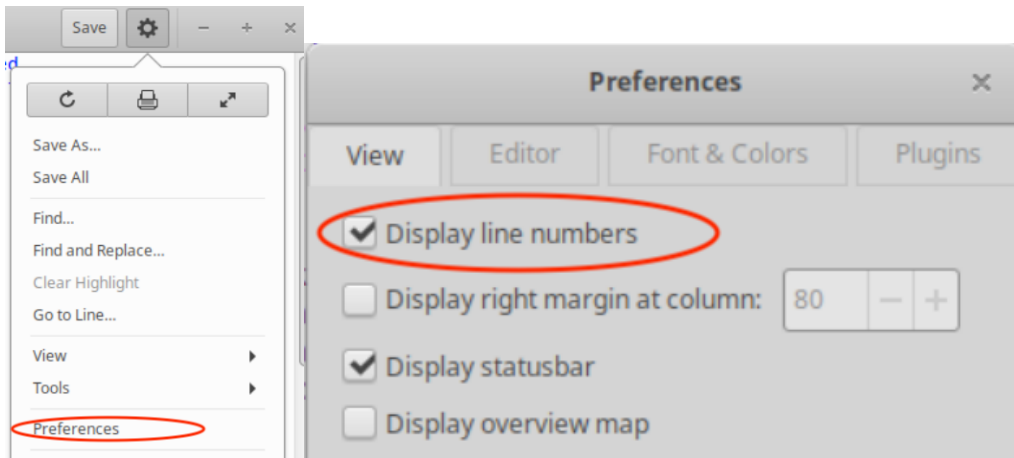 Save
ed
Save As...
Save All
Find...
Find and Replace...
Clear Highlight
Go to Line...
View
Tools
Preferences
Preferences
View
Editor
Font & Colors
Plugins
Display line numbers
Display right margin at column: 80
Display statusbar
Display overview map